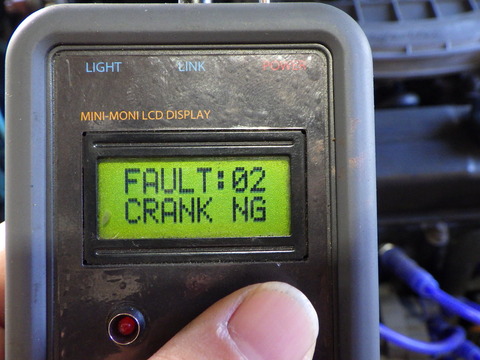 LIGHT LINK POWER
MINI-MONI LCD DISPLAY
FAULT:02
CRANK NG